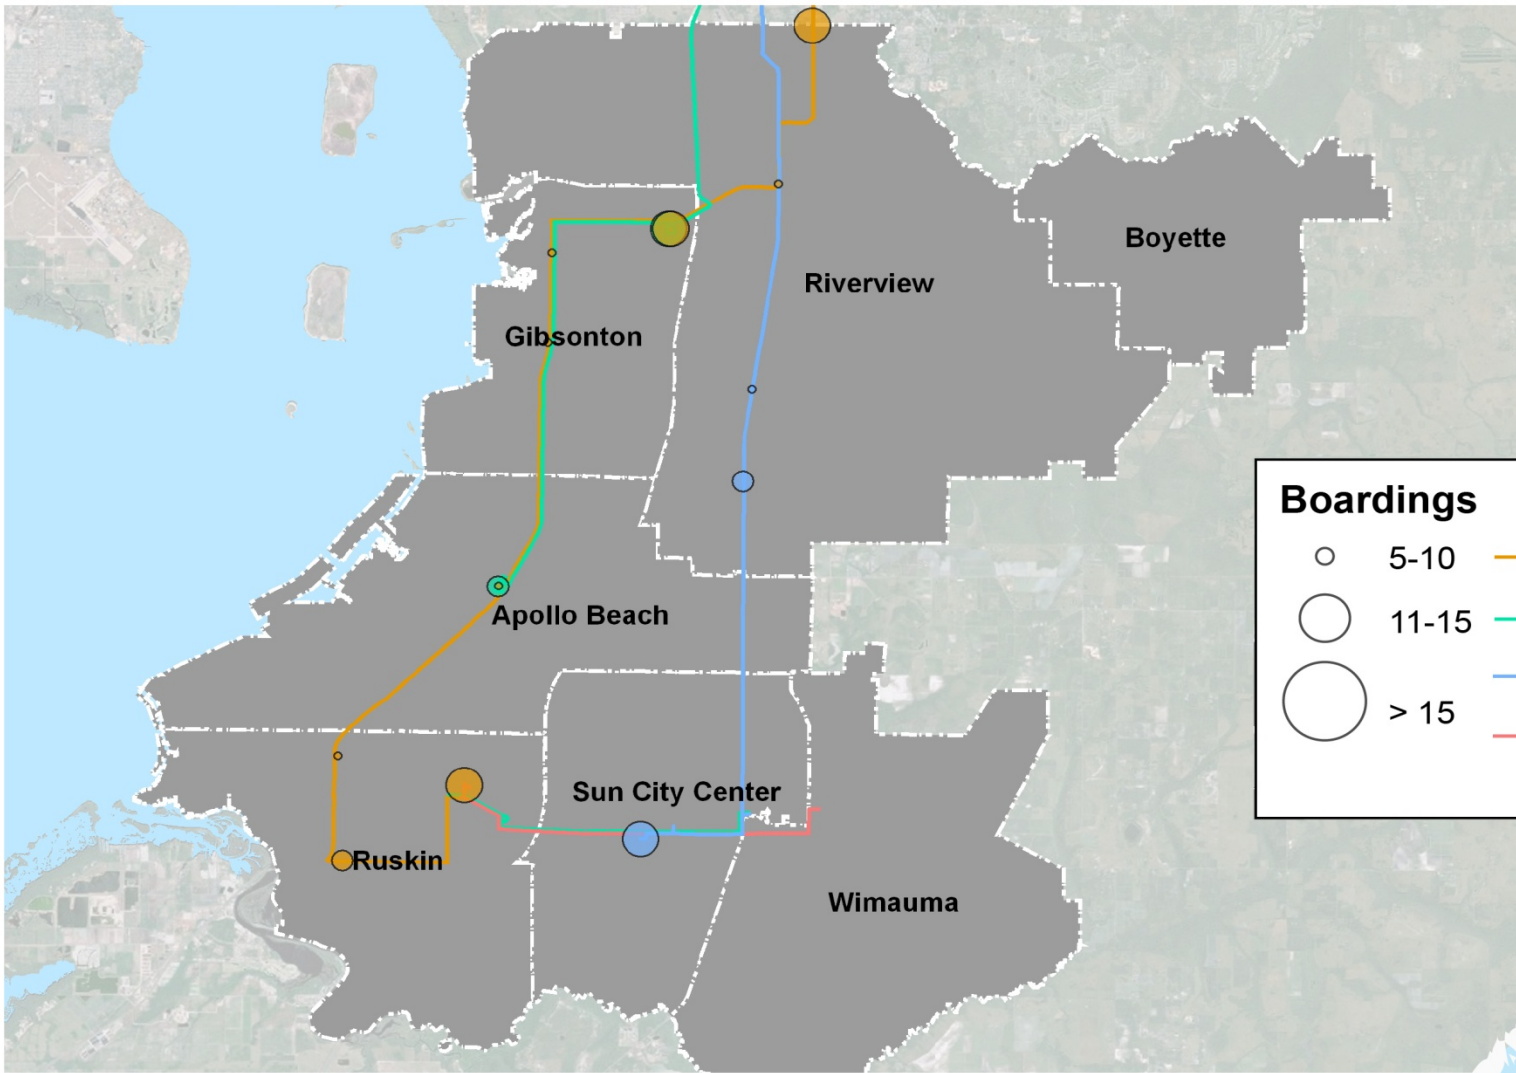 Boyette
Riverview
Gibsonton
Apollo Beach
Sun City Center
Ruskin
Wimauma
Boardings
5-10
11-15
> 15